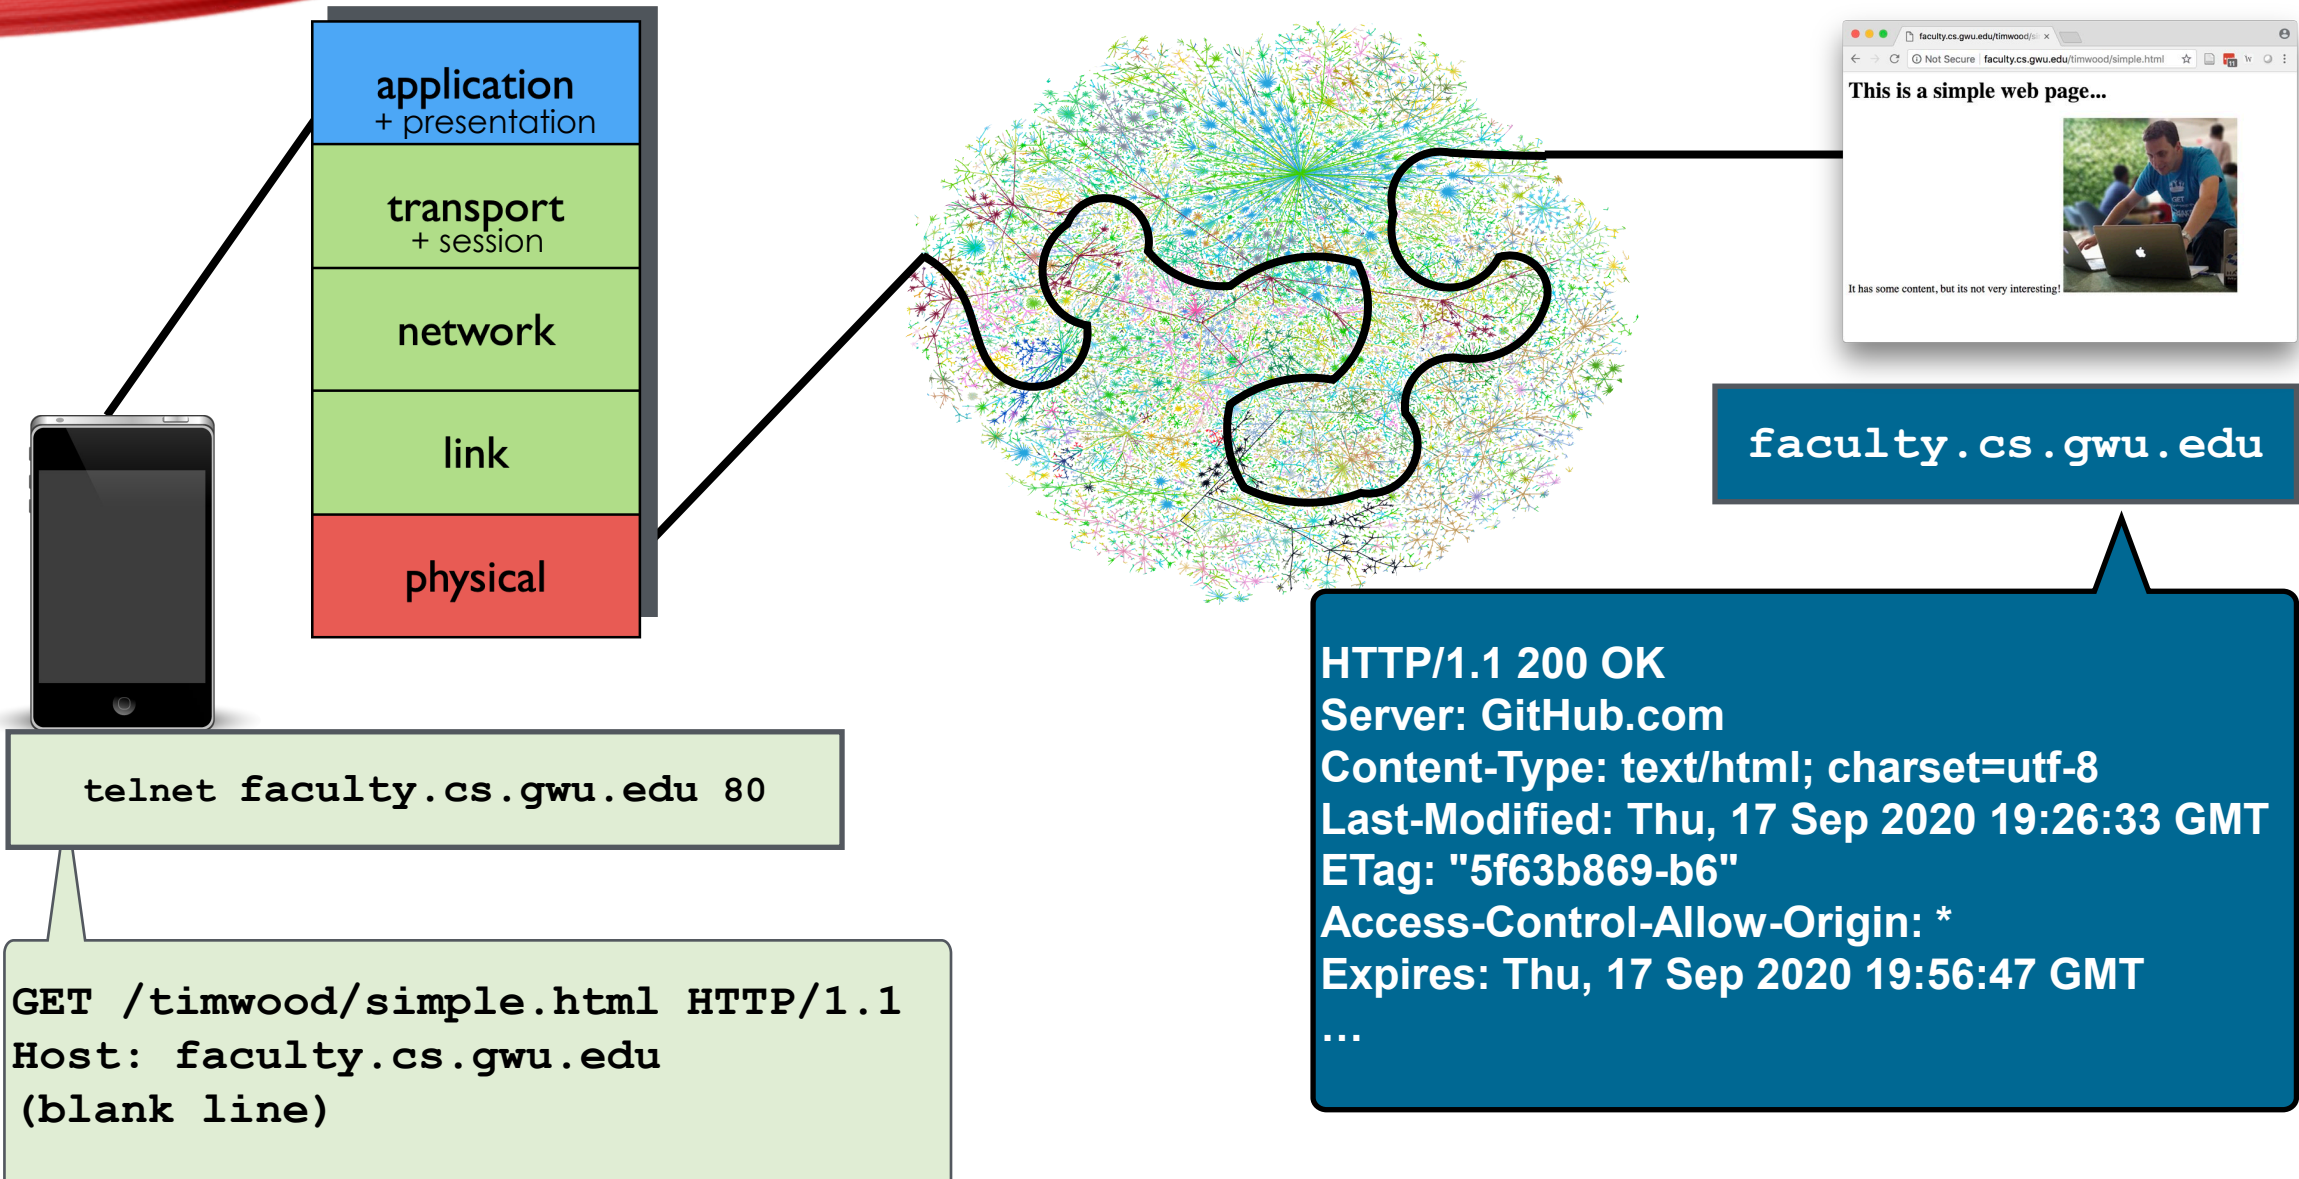 application
+ presentation
transport
+ session
network
link
physical
telnet faculty.cs.gwu.edu 80
GET /timwood/simple.html HTTP/1.1
Host: faculty.cs.gwu.edu
(blank line)
faculty.cs.gwu.edu/timwood/si
Not Secure | faculty.cs.gwu.edu/timwood/simple.html
This is a simple web page...
It has some content, but its not very interesting!
faculty.cs.gwu.edu
HTTP/1.1 200 OK
Server: GitHub.com
Content-Type: text/html; charset=utf-8
Last-Modified: Thu, 17 Sep 2020 19:26:33 GMT
ETag: "5f63b869-b6"
Access-Control-Allow-Origin: *
Expires: Thu, 17 Sep 2020 19:56:47 GMT
…